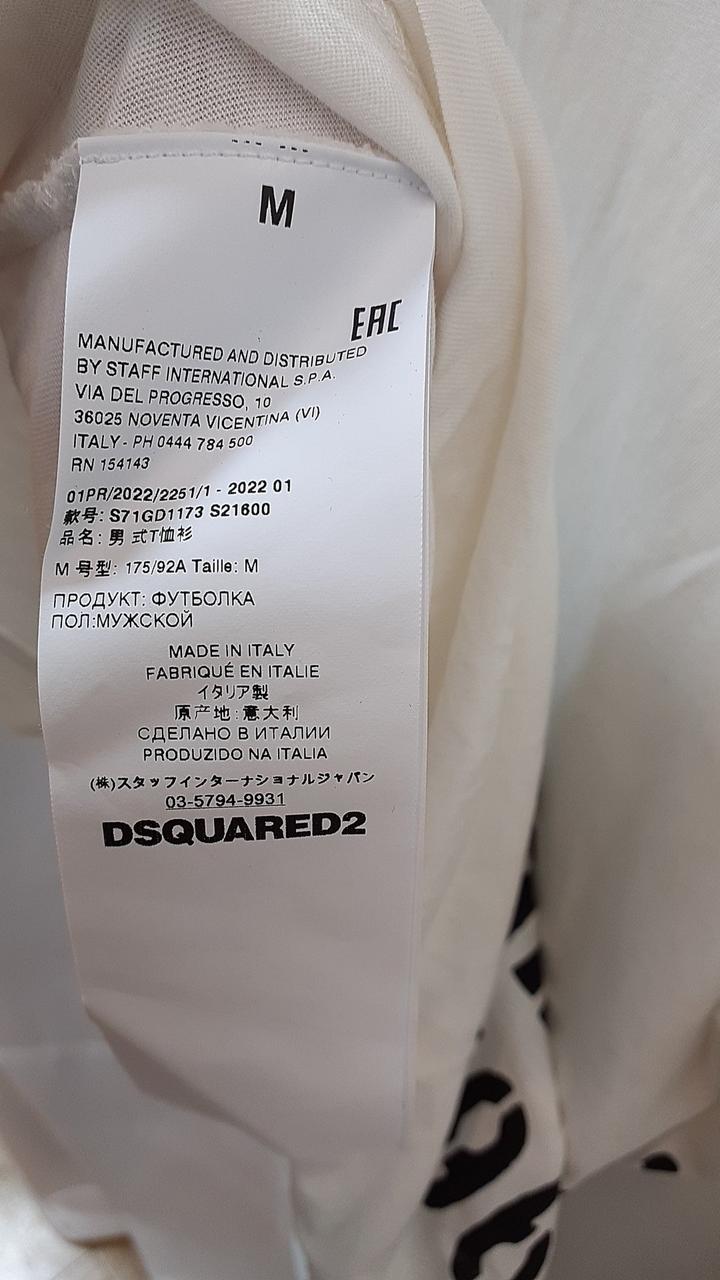 M
EAC
MANUFACTURED AND DISTRIBUTED
BY STAFF INTERNATIONAL S.P.A.
VIA DEL PROGRESSO, 10
36025 NOVENTA VICENTINA (VI)
ITALY - PH 0444 784 500
RN 154143
01PR/2022/2251/1 - 2022 01
款号: S71GD1173 S21600
品名: 男 式T恤衫
M 号型: 175/92A Taille: M
ПРОДУКТ: ФУТБОЛКА
ПОЛ:МУЖСКОЙ
MADE IN ITALY
FABRIQUÉ EN ITALIE
イタリア製
原产地:意大利
СДЕЛАНО В ИТАЛИИ
PRODUZIDO NA ITALIA
(株)スタッフインターナショナルジャパン
03-5794-9931
DSQUARED2